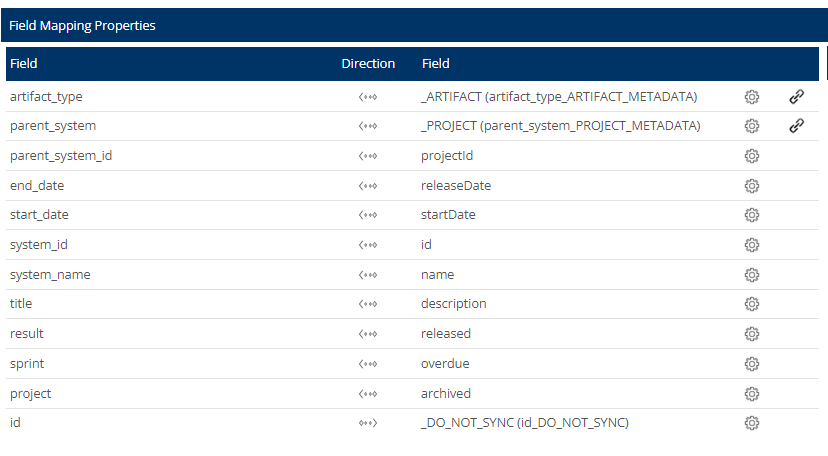 Field Mapping Properties
Field Direction Field
artifact_type _ARTIFACT (artifact_type_ARTIFACT_METADATA)
parent_system _PROJECT (parent_system_PROJECT_METADATA)
parent_system_id projectId
end_date releaseDate
start_date startDate
system_id id
system_name name
title description
result released
sprint overdue
project archived
id _DO_NOT_SYNC (id_DO_NOT_SYNC)